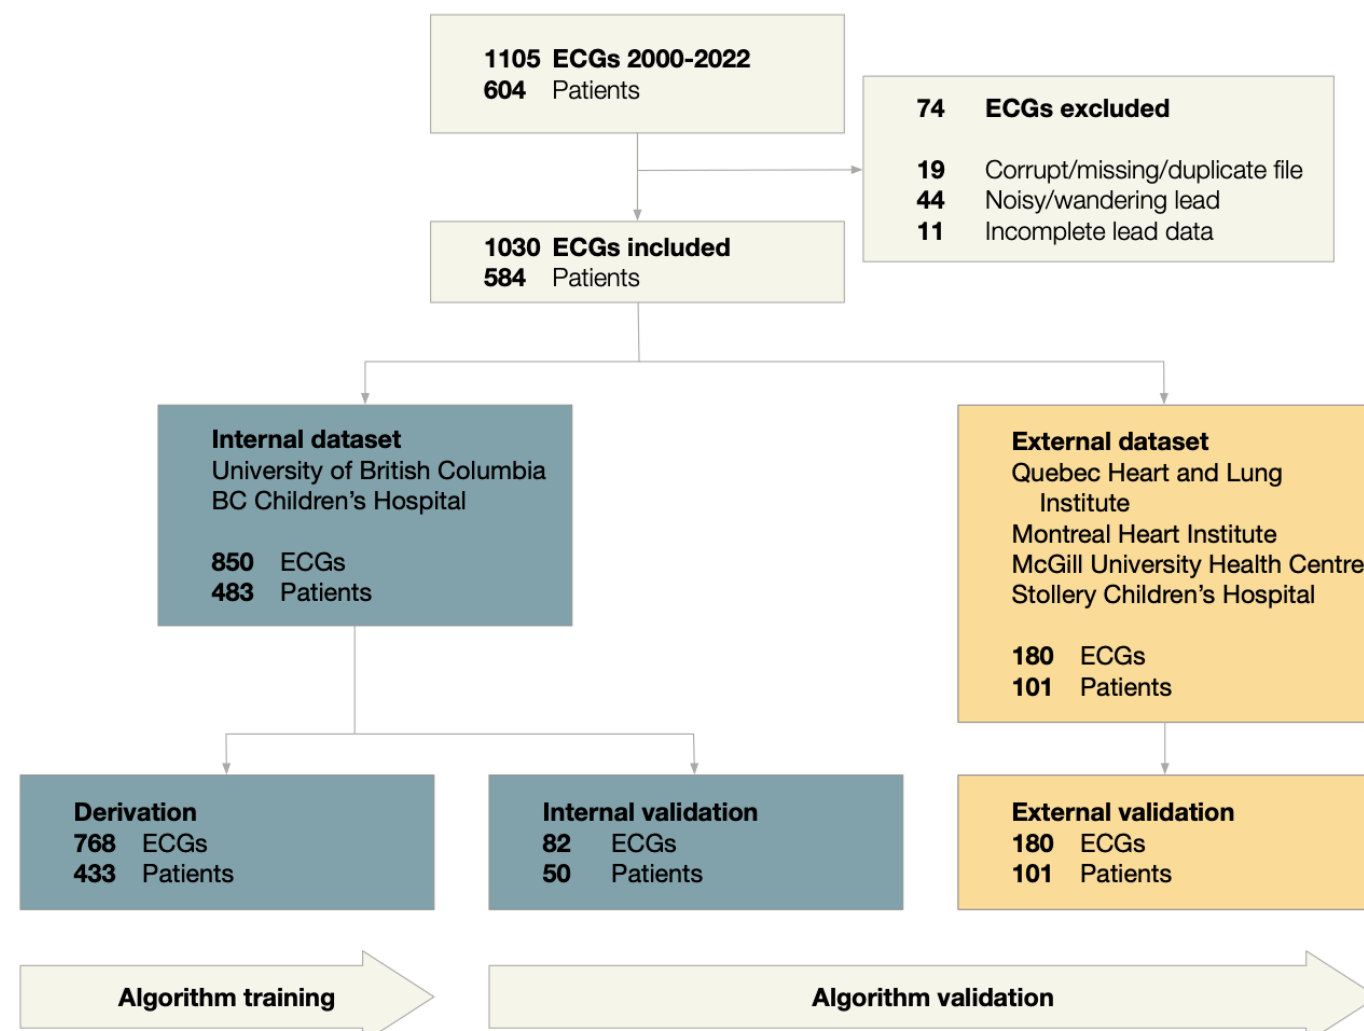 1105 ECGs 2000-2022
604 Patients
74 ECGs excluded
19 Corrupt/missing/duplicate file
44 Noisy/wandering lead
11 Incomplete lead data
1030 ECGs included
584 Patients
Internal dataset
University of British Columbia
BC Children’s Hospital
850 ECGs
483 Patients
External dataset
Quebec Heart and Lung
Institute
Montreal Heart Institute
McGill University Health Centre
Stollery Children’s Hospital
180 ECGs
101 Patients
Derivation
768 ECGs
433 Patients
Internal validation
82 ECGs
50 Patients
External validation
180 ECGs
101 Patients
Algorithm training
Algorithm validation